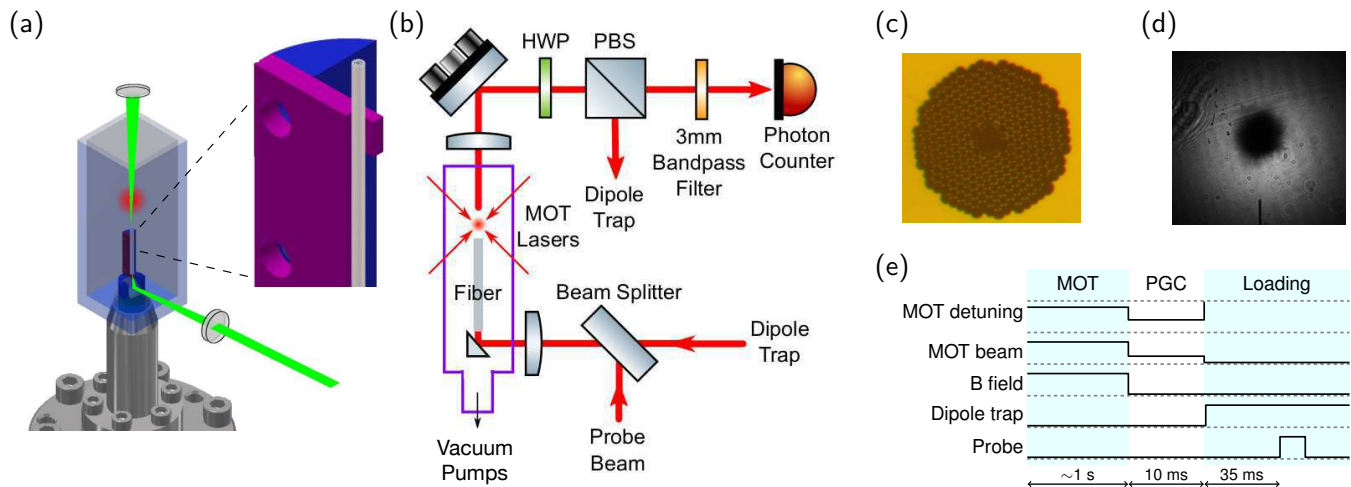 (a)
(b)
HWP
PBS
3mm
Bandpass
Filter
Photon
Counter
Dipole
Trap
MOT
Lasers
Fiber
Beam Splitter
Dipole
Trap
Probe
Beam
Vacuum
Pumps
(c)
(d)
(e)
MOT PGC Loading
MOT detuning
MOT beam
B field
Dipole trap
Probe
~1 s 10 ms 35 ms